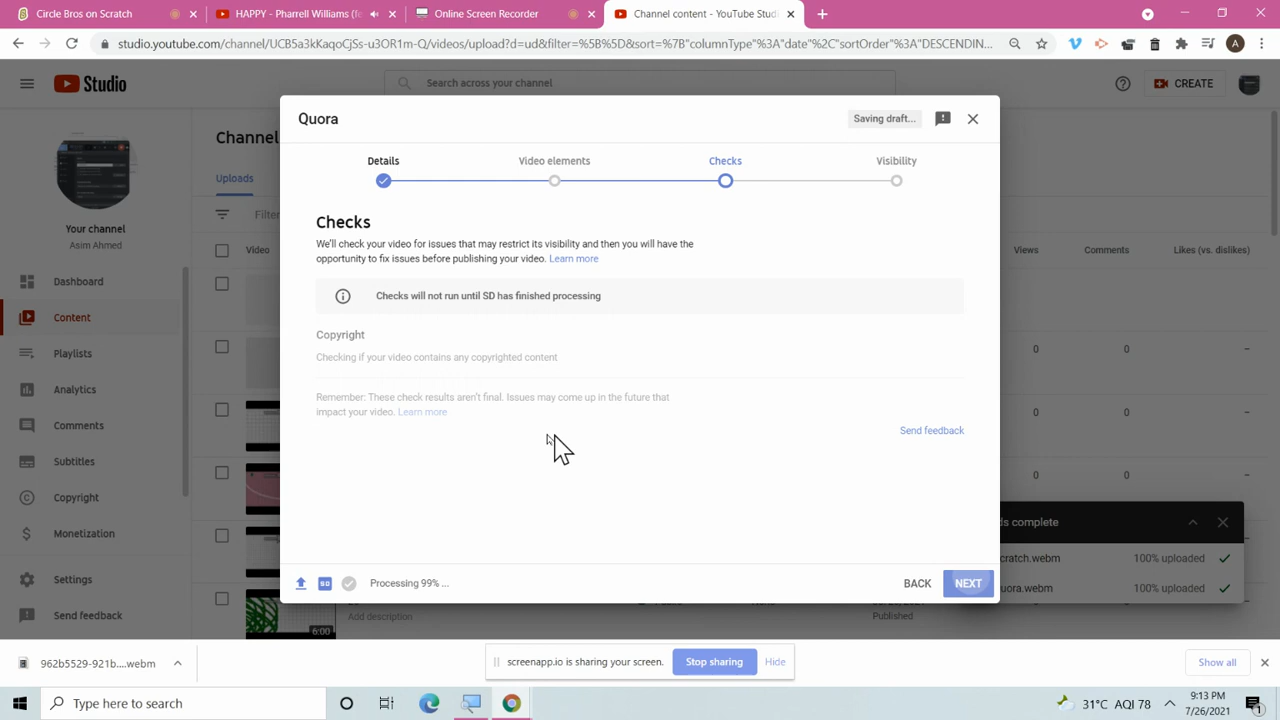 Circle Bros on Scratch
HAPPY - Pharrell Williams (fe
Online Screen Recorder
Channel content - YouTube Studi
studio.youtube.com/channel/UCB5a3kKaqoCjSs-u3OR1m-Q/videos/upload?d=ud&filter=%5B%5D&sort=%7B"columnType"%3A"date"%2C"sortOrder"%3A"DESCENDIN...
A
Studio
Search across your channel
CREATE
Your channel
Asim Ahmed
Dashboard
Content
Playlists
Analytics
Comments
Subtitles
Copyright
Monetization
Settings
Send feedback
Channel
Uploads
Filter
Video
Views
Comments
Likes (vs. dislikes)
0 0 –
0 0 –
0 0 –
6:00
Add description
Published
Quora
Saving draft...
Details
Video elements
Checks
Visibility
Checks
We'll check your video for issues that may restrict its visibility and then you will have the
opportunity to fix issues before publishing your video. Learn more
Checks will not run until SD has finished processing
Copyright
Checking if your video contains any copyrighted content
Remember: These check results aren't final. Issues may come up in the future that
impact your video. Learn more
Send feedback
SD
Processing 99% ...
BACK
NEXT
ds complete
cratch.webm 100% uploaded
uora.webm 100% uploaded
962b5529-921b....webm
screenapp.io is sharing your screen.
Stop sharing
Hide
Show all
Type here to search
31°C AQI 78
9:13 PM
7/26/2021
1